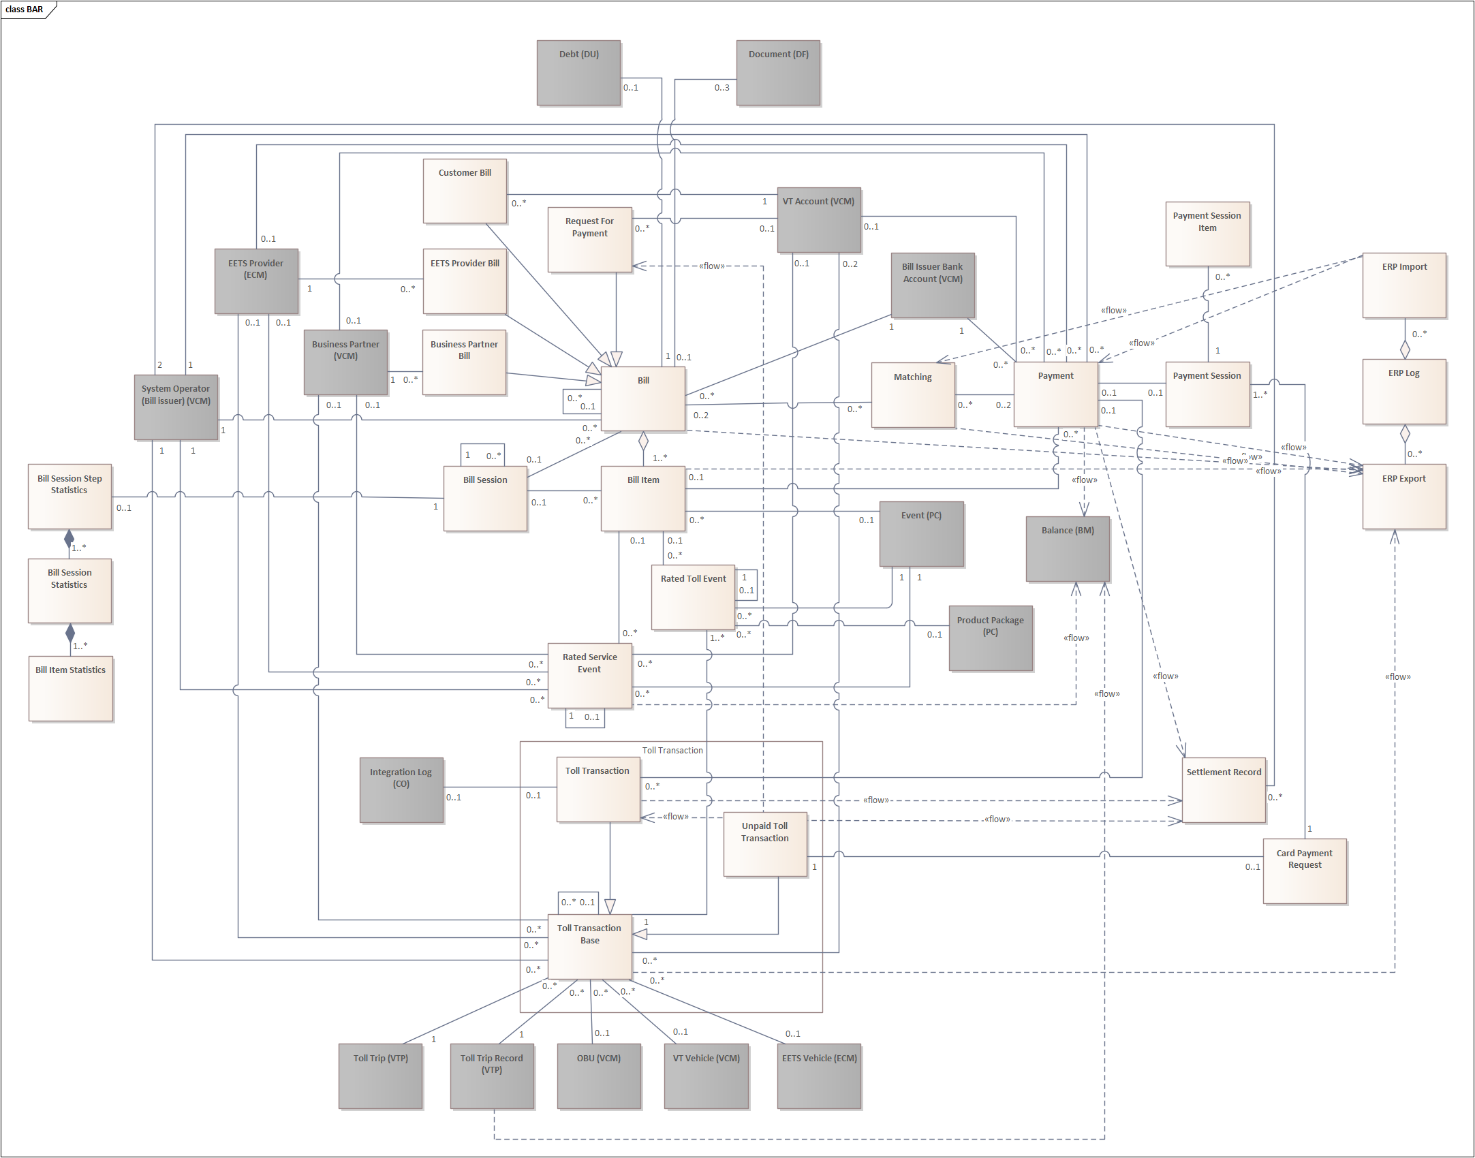 class BAR
Debt (DU)
Document (DF)
0..1
0..3
Customer Bill
0..*
1
VT Account (VCM)
Request For
Payment
0..*
0..1
0..1
Payment Session
Item
0..1
EETS Provider
(ECM)
EETS Provider Bill
1
0..*
«flow»
0..1
0..2
Bill Issuer Bank
Account (VCM)
ERP Import
0..*
«flow»
0..1
0..1
0..1
Business Partner
(VCM)
Business Partner
Bill
1
1
0..*
«flow»
2
1
1
0..1
0..*
0..*
0..*
0..*
0..*
1
System Operator
(Bill issuer) (VCM)
1
0..*
Bill
Matching
Payment
Payment Session
ERP Log
0..1
0..1
0..*
0..1
0..*
0..2
0..*
0..*
0..2
0..1
0..1
0..1
1..*
1
0..*
0..*
0..*
1
1
1
0..*
0..1
1..*
«flow»
«flow»
w»
«flow»
0..*
Bill Session Step
Statistics
Bill Session
Bill Item
0..1
«flow»
ERP Export
0..1
1
0..1
0..*
0..*
0..1
Event (PC)
Balance (BM)
1..*
0..1
0..1
0..*
Bill Session
Statistics
Rated Toll Event
1
0..1
1
1
0..*
Product Package
(PC)
0..*
1..*
0..*
0..1
«flow»
1..*
Bill Item Statistics
Rated Service
Event
0..*
0..*
0..*
0..*
0..*
1
0..1
«flow»
«flow»
«flow»
Toll Transaction
Integration Log
(CO)
Toll Transaction
0..*
Settlement Record
0..1
0..1
0..*
«flow»
«flow»
«flow»
Unpaid Toll
Transaction
1
1
0..1
Card Payment
Request
0..*
0..1
Toll Transaction
Base
1
0..*
0..*
0..*
0..*
0..*
0..*
0..*
0..*
0..*
1
1
0..1
0..1
0..1
Toll Trip (VTP)
Toll Trip Record
(VTP)
OBU (VCM)
VT Vehicle (VCM)
EETS Vehicle (ECM)